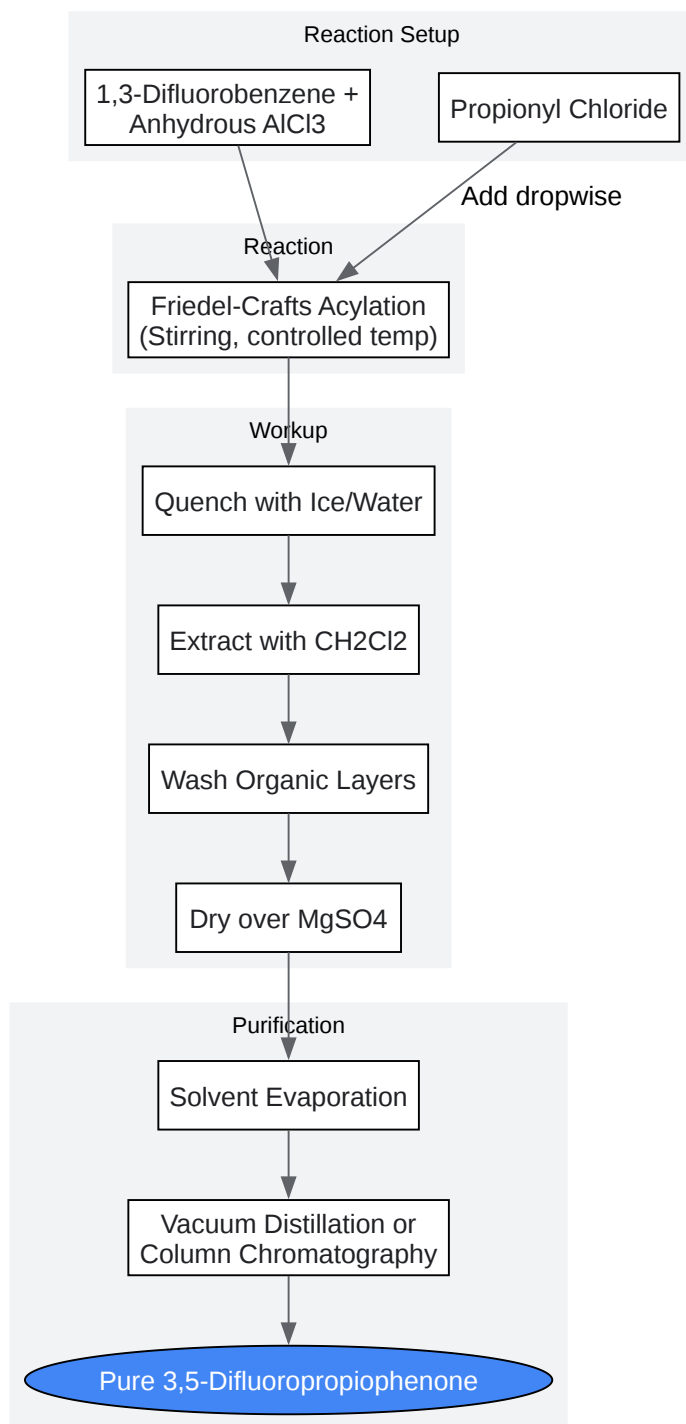 Reaction Setup
1,3-Difluorobenzene +
Anhydrous AlCl3
Propionyl Chloride
Add dropwise
Reaction
Friedel-Crafts Acylation
(Stirring, controlled temp)
Workup
Quench with Ice/Water
Extract with CH2Cl2
Wash Organic Layers
Dry over MgSO4
Purification
Solvent Evaporation
Vacuum Distillation or
Column Chromatography
Pure 3,5-Difluoropropiophenone